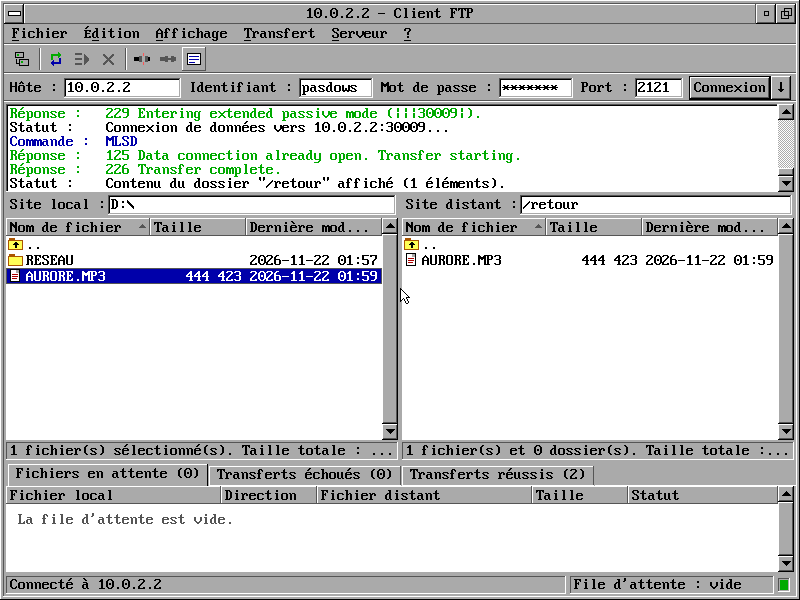 10.0.2.2 - Client FTP
Fichier Édition Affichage Transfert Serveur ?
Hôte : 10.0.2.2 Identifiant : pasdows Mot de passe : ******* Port : 2121 Connexion ↓
Réponse : 229 Entering extended passive mode (|||30009|).
Statut : Connexion de données vers 10.0.2.2:30009...
Commande : MLSD
Réponse : 125 Data connection already open. Transfer starting.
Réponse : 226 Transfer complete.
Statut : Contenu du dossier "/retour" affiché (1 éléments).
Site local : D:\ Site distant : /retour
Nom de fichier Taille Dernière mod... Nom de fichier Taille Dernière mod...
.. ..
RESEAU 2026-11-22 01:57 AURORE.MP3 444 423 2026-11-22 01:59
AURORE.MP3 444 423 2026-11-22 01:59
1 fichier(s) sélectionné(s). Taille totale : ... 1 fichier(s) et 0 dossier(s). Taille totale :...
Fichiers en attente (0) Transferts échoués (0) Transferts réussis (2)
Fichier local Direction Fichier distant Taille Statut
La file d'attente est vide.
Connecté à 10.0.2.2 File d'attente : vide